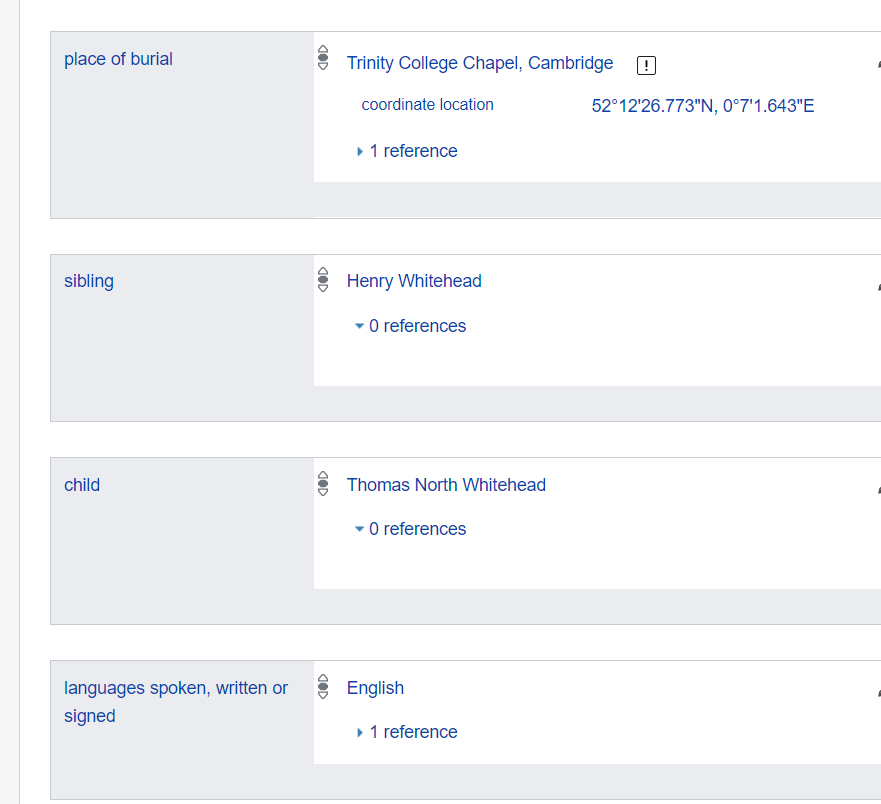 place of burial
Trinity College Chapel, Cambridge
coordinate location 52°12'26.773"N, 0°7'1.643"E
1 reference
sibling
Henry Whitehead
0 references
child
Thomas North Whitehead
0 references
languages spoken, written or
signed
English
1 reference